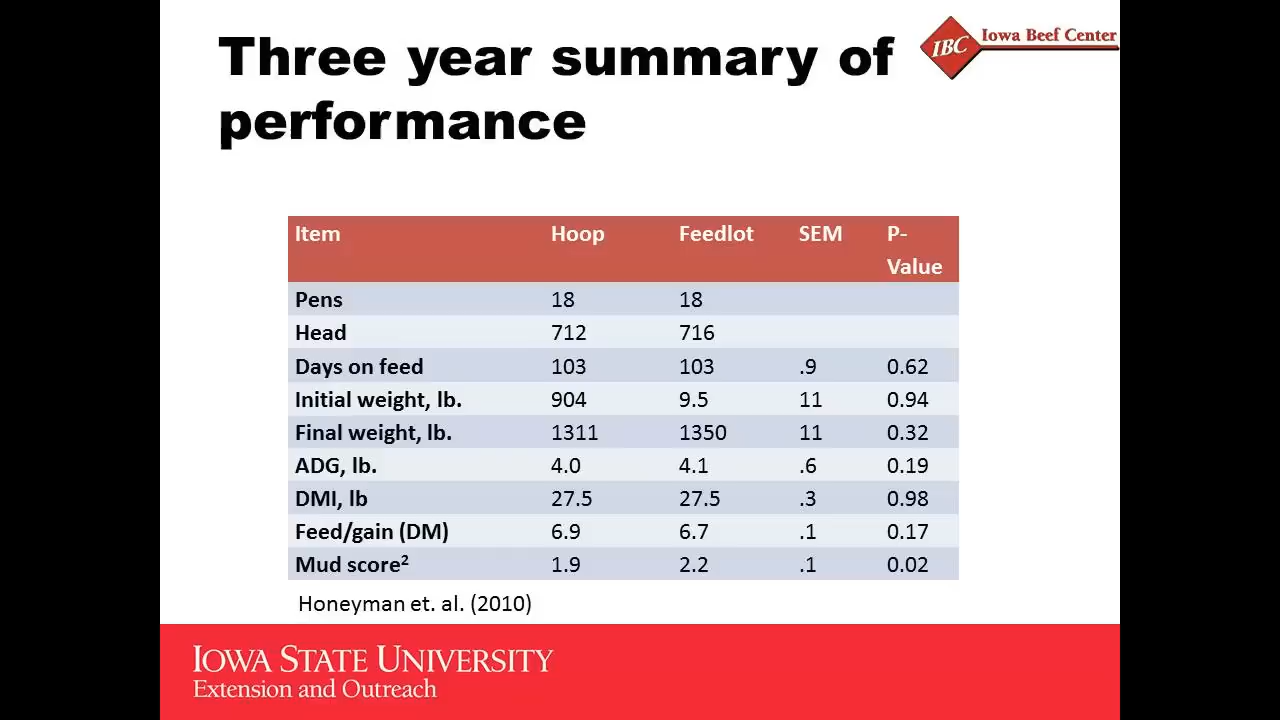 Three year summary of
performance
IBC Iowa Beef Center
Item Hoop Feedlot SEM P-
Value
Pens 18 18
Head 712 716
Days on feed 103 103 .9 0.62
Initial weight, lb. 904 9.5 11 0.94
Final weight, lb. 1311 1350 11 0.32
ADG, lb. 4.0 4.1 .6 0.19
DMI, lb 27.5 27.5 .3 0.98
Feed/gain (DM) 6.9 6.7 .1 0.17
Mud score² 1.9 2.2 .1 0.02
Honeyman et. al. (2010)
IOWA STATE UNIVERSITY
Extension and Outreach